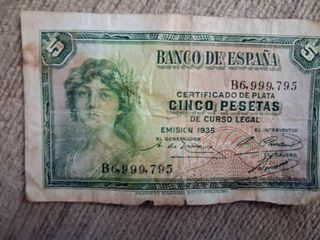 5
BANCO DE ESPAÑA
B6,999,795
CERTIFICADO DE PLATA
CINCO PESETAS
DE CURSO LEGAL
EMISION 1935
EL GOBERNADOR
EL INTERVENTOR
EL CAJERO
B6,999,795